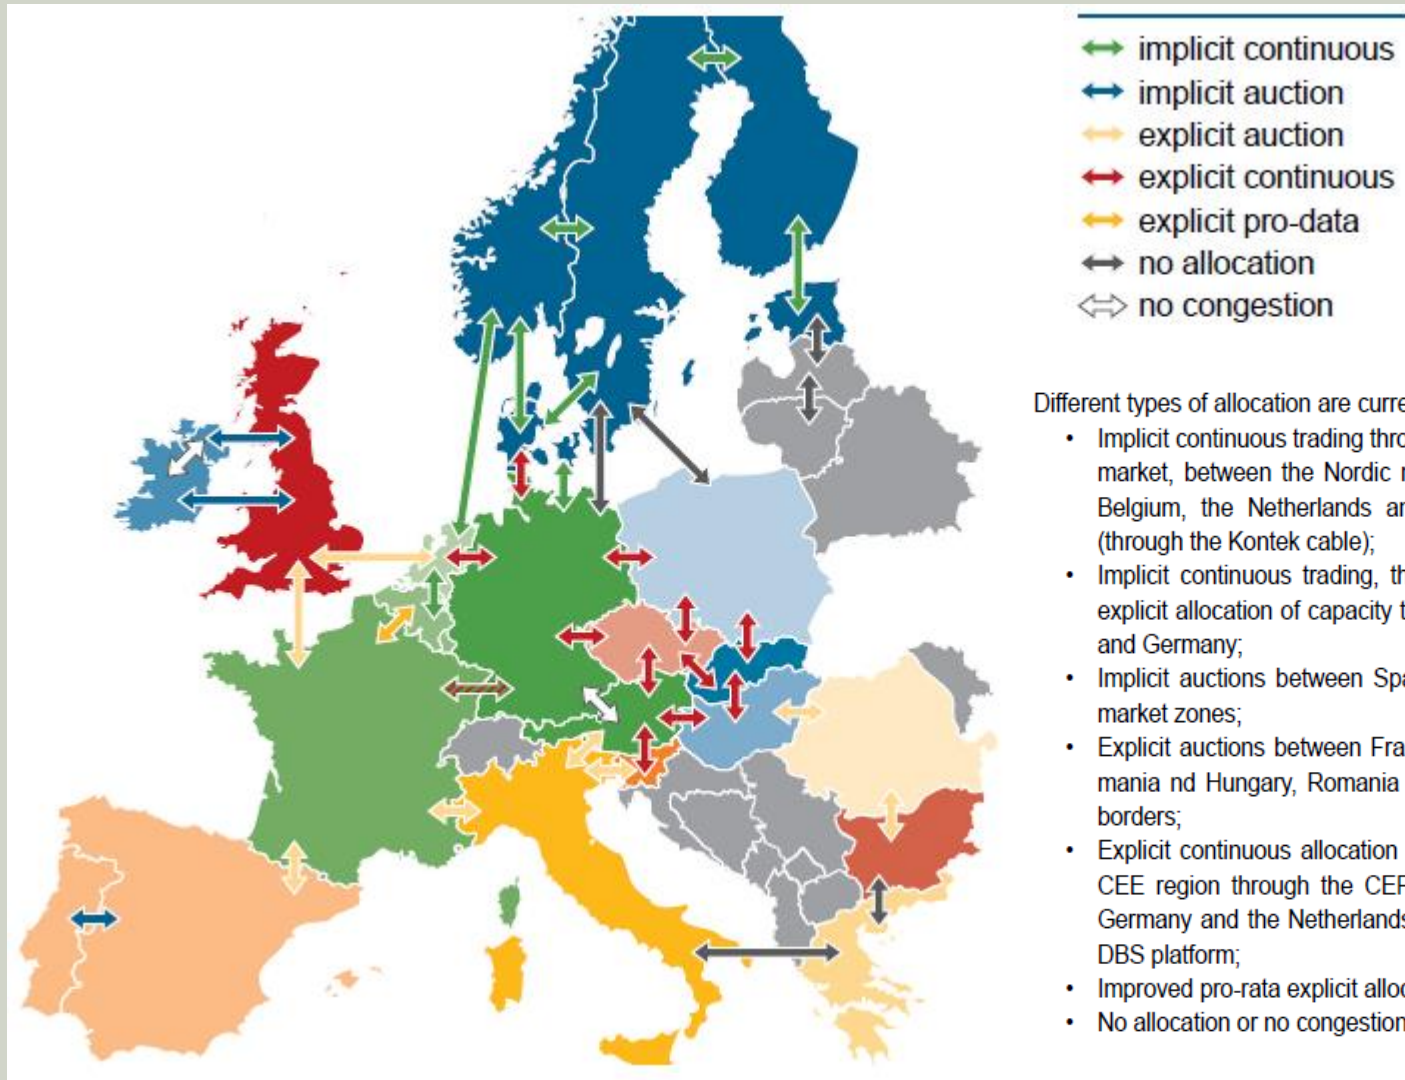 implicit continuous
implicit auction
explicit auction
explicit continuous
explicit pro-data
no allocation
no congestion
Different types of allocation are curre
Implicit continuous trading thro
market, between the Nordic
Belgium, the Netherlands
(through the Kontek cable);
Implicit continuous trading, th
explicit allocation of capacity t
and Germany;
Implicit auctions between Spa
market zones;
Explicit auctions between Fra
mania nd Hungary, Romania
borders;
Explicit continuous allocation
CEE region through the
Germany and the Netherlands
DBS platform;
Improved pro-rata explicit alloc
No allocation or no congestion